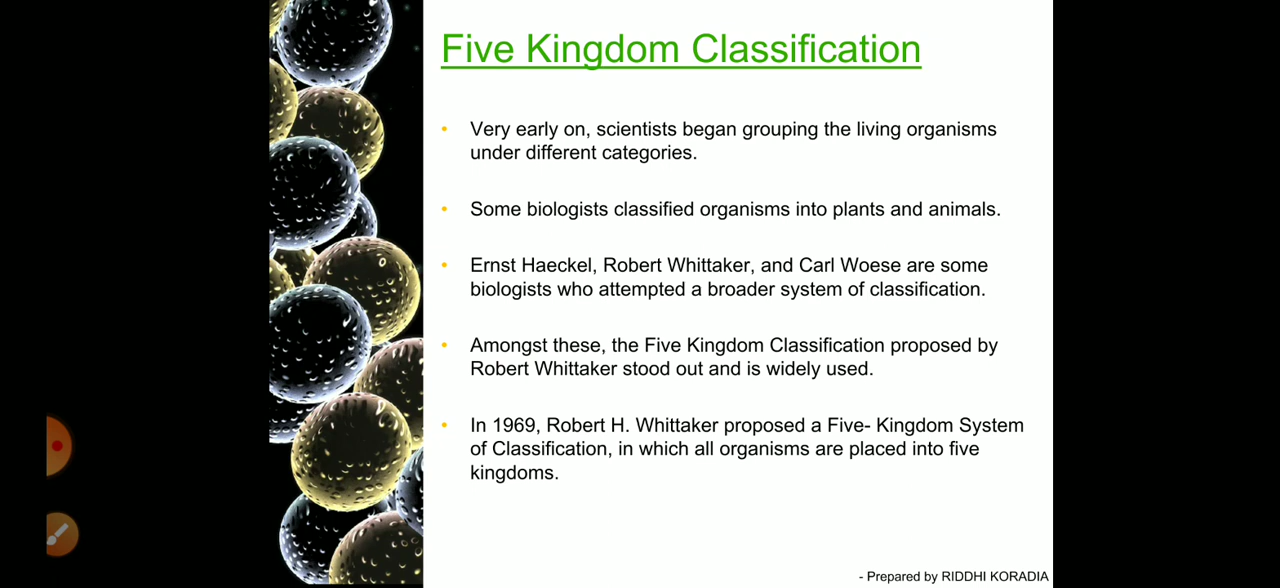 Five Kingdom Classification
• Very early on, scientists began grouping the living organisms
under different categories.
• Some biologists classified organisms into plants and animals.
• Ernst Haeckel, Robert Whittaker, and Carl Woese are some
biologists who attempted a broader system of classification.
• Amongst these, the Five Kingdom Classification proposed by
Robert Whittaker stood out and is widely used.
• In 1969, Robert H. Whittaker proposed a Five- Kingdom System
of Classification, in which all organisms are placed into five
kingdoms.
- Prepared by RIDDHI KORADIA